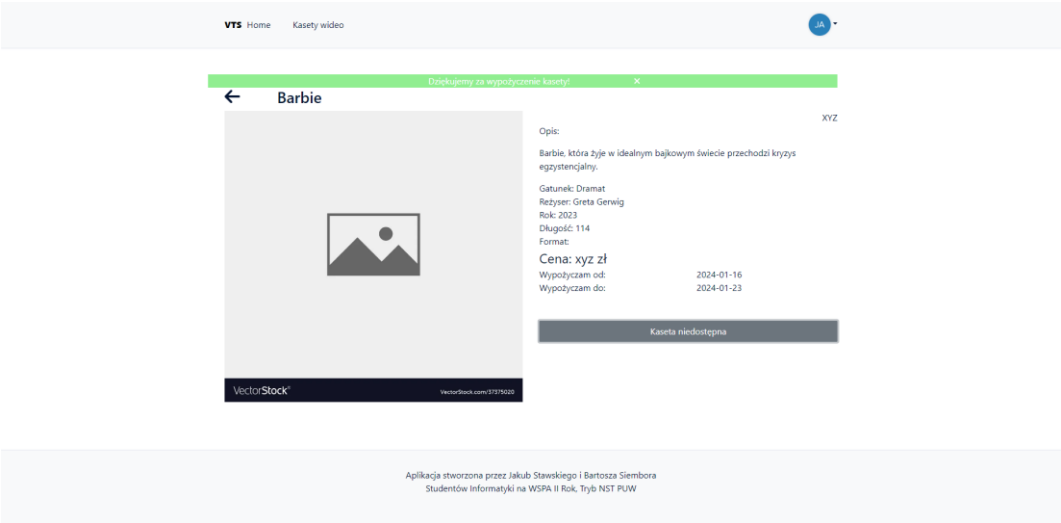 VTS Home Kasety wideo JA
Dziękujemy za wypożyczenie kasety! ×
Barbie
XYZ
Opis:
Barbie, która żyje w idealnym bajkowym świecie przechodzi kryzys
egzystencjalny.
Gatunek: Dramat
Reżyser: Greta Gerwig
Rok: 2023
Długość: 114
Format:
Cena: xyz zł
Wypożyczam od: 2024-01-16
Wypożyczam do: 2024-01-23
Kaseta niedostępna
VectorStock® VectorStock.com/37375020
Aplikacja stworzona przez Jakub Stawskiego i Bartosza Siembora
Studentów Informatyki na WSPA II Rok, Tryb NST PUW